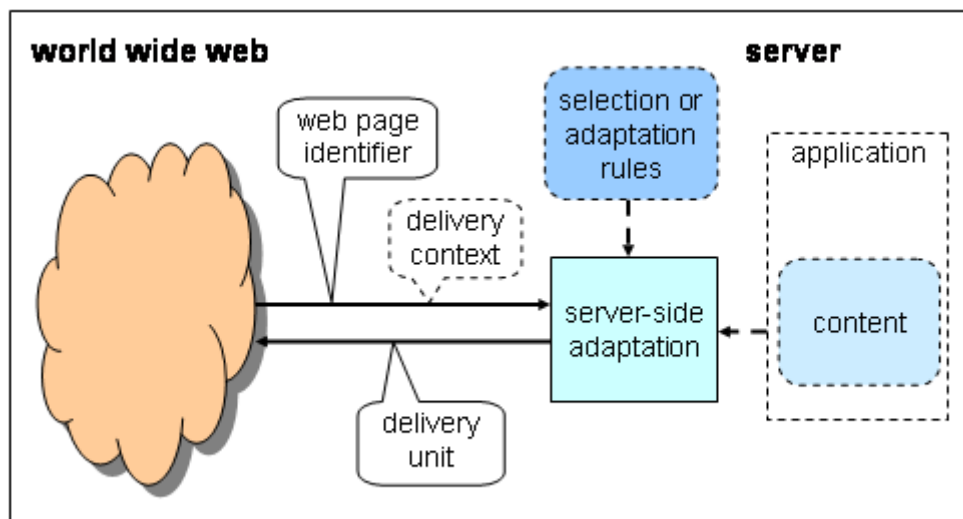 world wide web
server
web page
identifier
selection or
adaptation
rules
application
delivery
context
server-side
adaptation
content
delivery
unit